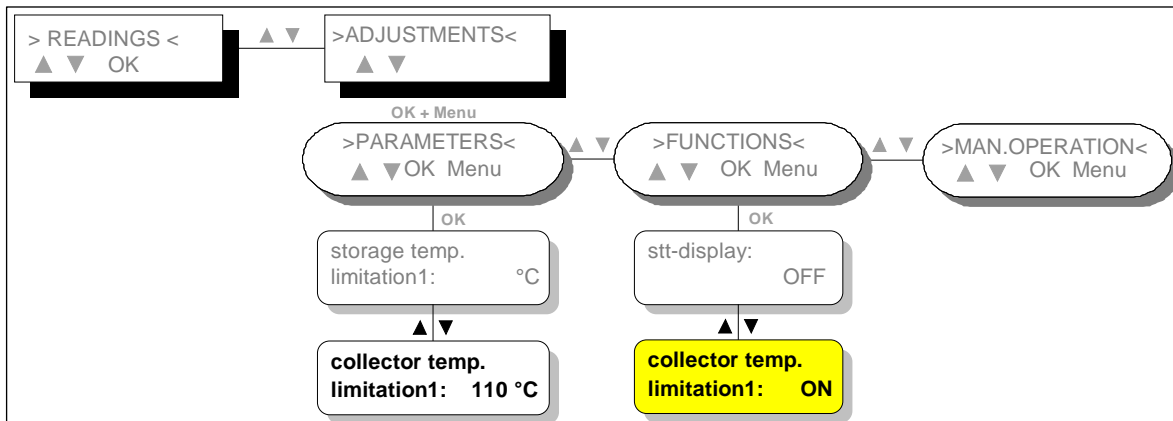 > READINGS <
▲ ▼ OK
▲ ▼
>ADJUSTMENTS<
▲ ▼
OK + Menu
>PARAMETERS<
▲ ▼ OK Menu
▲ ▼
>FUNCTIONS<
▲ ▼ OK Menu
▲ ▼
>MAN.OPERATION<
▲ ▼ OK Menu
OK
OK
storage temp.
limitation1: °C
stt-display:
OFF
▲ ▼
▲ ▼
collector temp.
limitation1: 110 °C
collector temp.
limitation1: ON